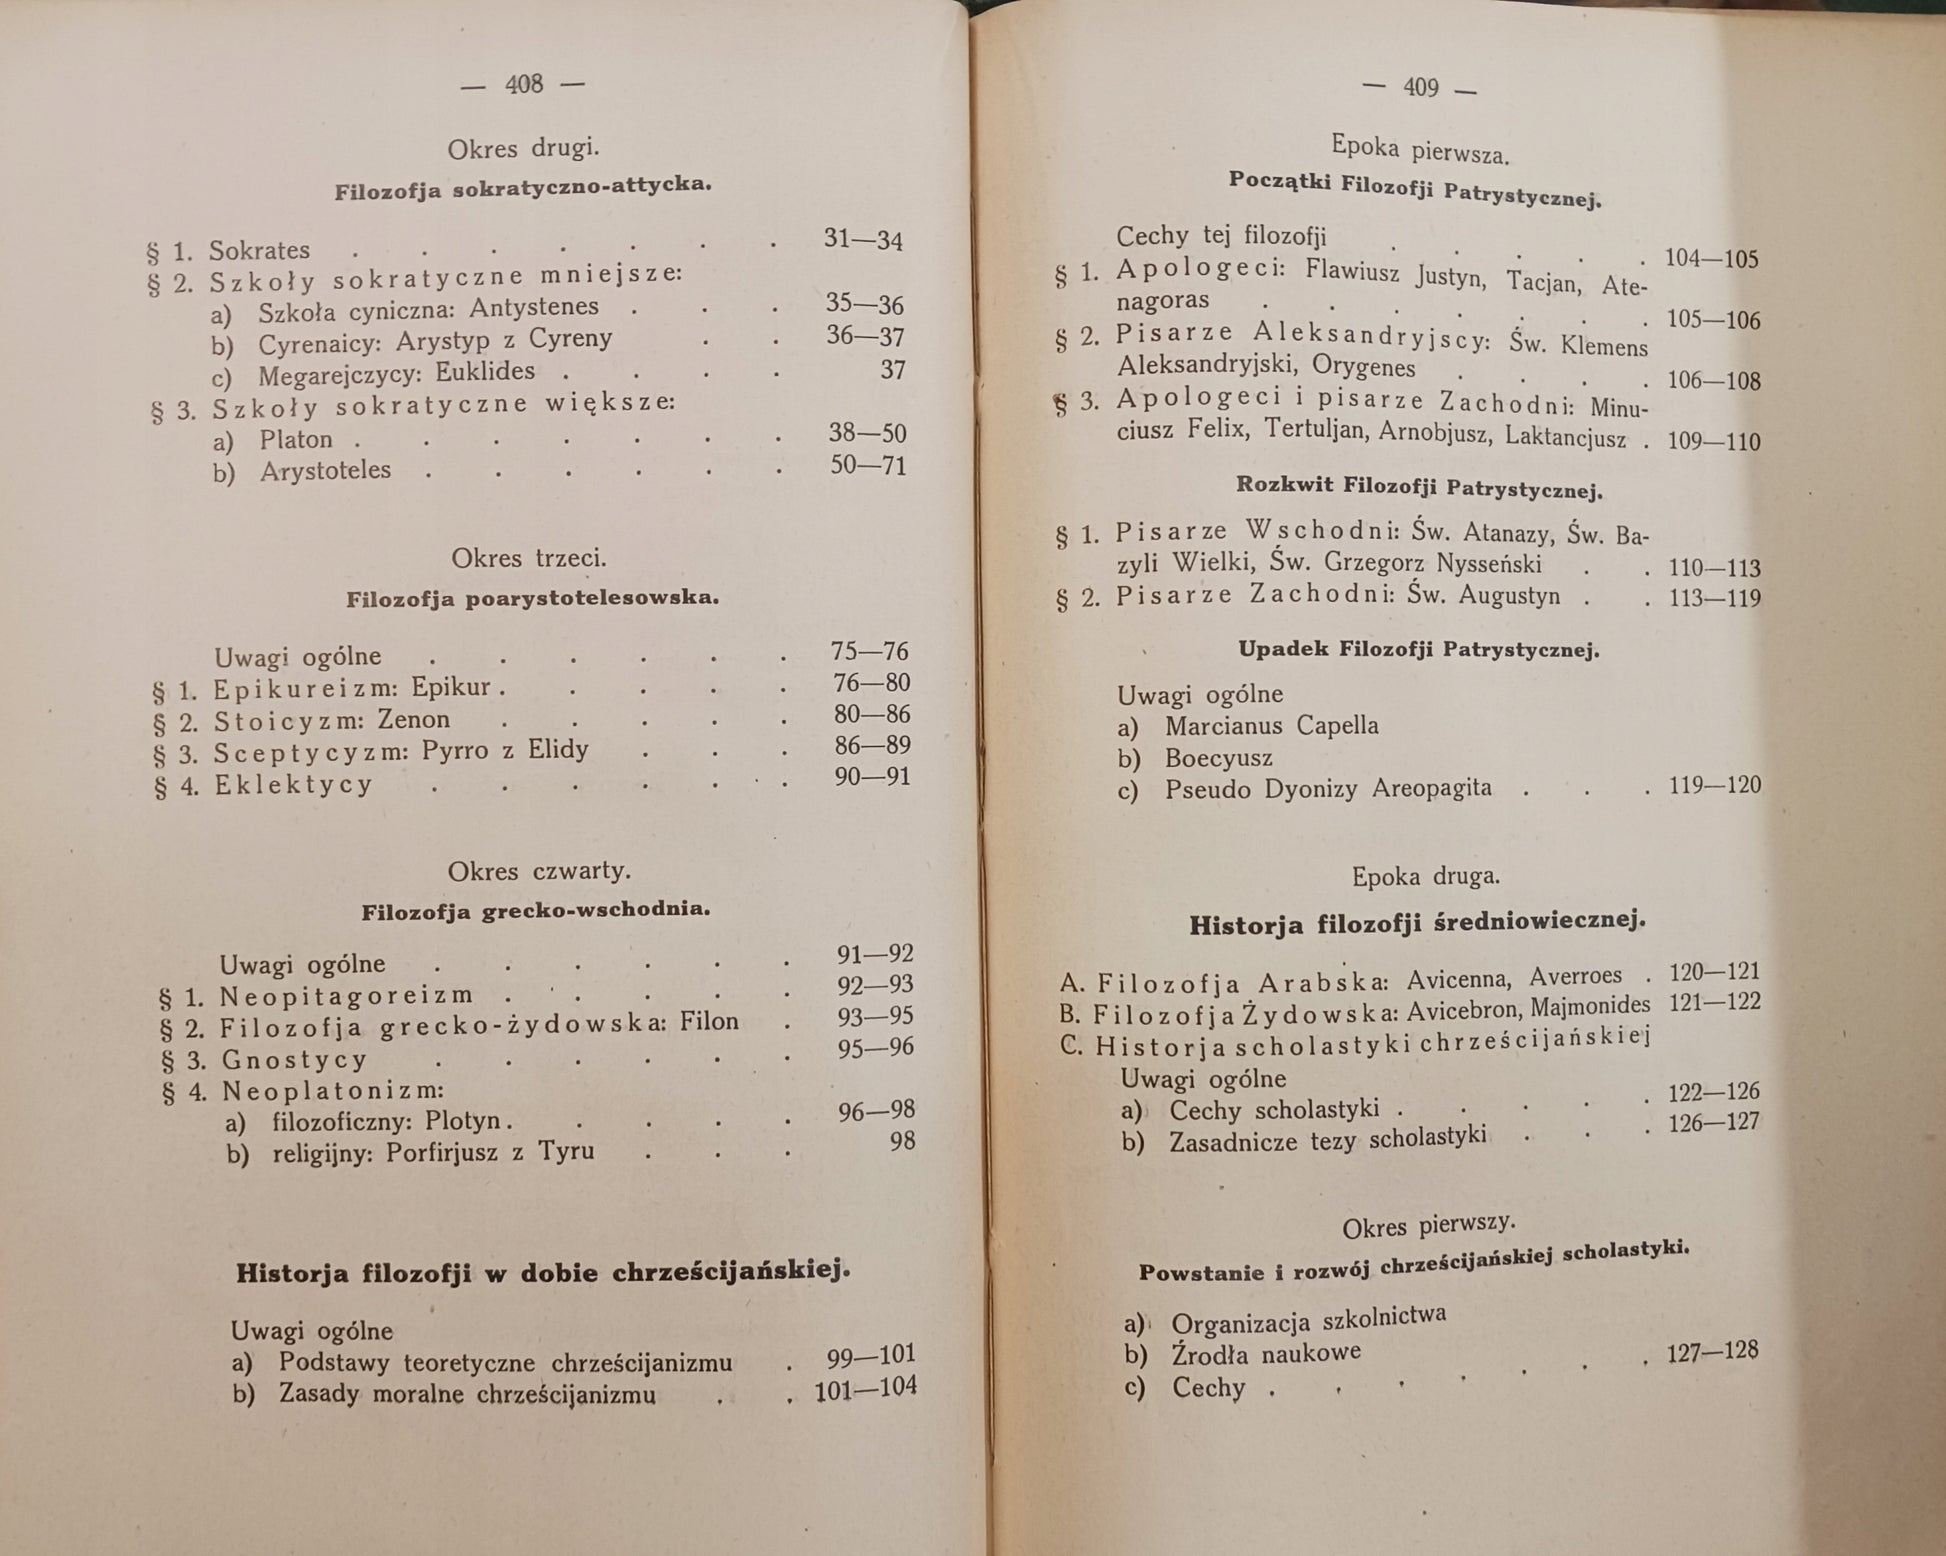 — 408 —
Okres drugi.
Filozofja sokratyczno-attycka.
§ 1. Sokrates . . . . . . . 31—34
§ 2. Szkoły sokratyczne mniejsze:
a) Szkoła cyniczna: Antystenes . . . 35—36
b) Cyrenaicy: Arystyp z Cyreny . . 36—37
c) Megarejczycy: Euklides . . . . 37
§ 3. Szkoły sokratyczne większe:
a) Platon . . . . . . . 38—50
b) Arystoteles . . . . . . 50—71
Okres trzeci.
Filozofja poarystotelesowska.
Uwagi ogólne . . . . . . 75—76
§ 1. Epikureizm: Epikur . . . . . 76—80
§ 2. Stoicyzm: Zenon . . . . . 80—86
§ 3. Sceptycyzm: Pyrro z Elidy . . . 86—89
§ 4. Eklektycy . . . . . . 90—91
Okres czwarty.
Filozofja grecko-wschodnia.
Uwagi ogólne . . . . . . 91—92
§ 1. Neopitagoreizm . . . . . 92—93
§ 2. Filozofja grecko-żydowska: Filon . 93—95
§ 3. Gnostycy . . . . . . 95—96
§ 4. Neoplatonizm:
a) filozoficzny: Plotyn . . . . . 96—98
b) religijny: Porfirjusz z Tyru . . . 98
Historja filozofji w dobie chrześcijańskiej.
Uwagi ogólne
a) Podstawy teoretyczne chrześcijanizmu . 99—101
b) Zasady moralne chrześcijanizmu . . 101—104
— 409 —
Epoka pierwsza.
Początki Filozofji Patrystycznej.
Cechy tej filozofji . . . . . 104—105
§ 1. Apologeci: Flawiusz Justyn, Tacjan, Ate-
nagoras . . . . . . . 105—106
§ 2. Pisarze Aleksandryjscy: Św. Klemens
Aleksandryjski, Orygenes . . . . 106—108
§ 3. Apologeci i pisarze Zachodni: Minu-
ciusz Felix, Tertuljan, Arnobjusz, Laktancjusz . 109—110
Rozkwit Filozofji Patrystycznej.
§ 1. Pisarze Wschodni: Św. Atanazy, Św. Ba-
zyli Wielki, Św. Grzegorz Nysseński . . 110—113
§ 2. Pisarze Zachodni: Św. Augustyn . . 113—119
Upadek Filozofji Patrystycznej.
Uwagi ogólne
a) Marcianus Capella
b) Boecyusz
c) Pseudo Dyonizy Areopagita . . . 119—120
Epoka druga.
Historja filozofji średniowiecznej.
A. Filozofja Arabska: Avicenna, Averroes . 120—121
B. Filozofja Żydowska: Avicebron, Majmonides 121—122
C. Historja scholastyki chrześcijańskiej
Uwagi ogólne
a) Cechy scholastyki . . . . . 122—126
b) Zasadnicze tezy scholastyki . . . 126—127
Okres pierwszy.
Powstanie i rozwój chrześcijańskiej scholastyki.
a) Organizacja szkolnictwa
b) Źrodła naukowe
c) Cechy . . . . . . . 127—128